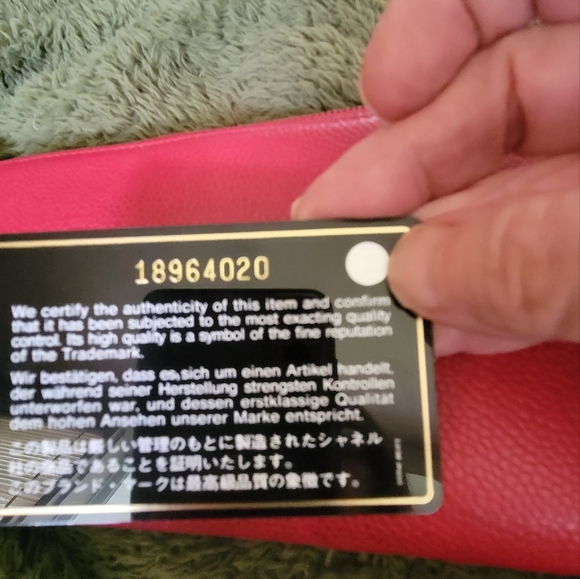 18964020
We certify the authenticity of this item and confirm
that it has been subjected to the most exacting quality
control. Its high quality is a symbol of the fine reputation
of the Trademark.
Wir bestätigen, dass es sich um einen Artikel handelt,
der während seiner Herstellung strengsten Kontrollen
unterworfen war, und dessen erstklassige Qualität
dem hohen Ansehen unserer Marke entspricht.
この製品は厳しい管理のもとに製造されたシャネル
社の製品であることを証明いたします。
このブランド・マークは最高級品質の象徴です。